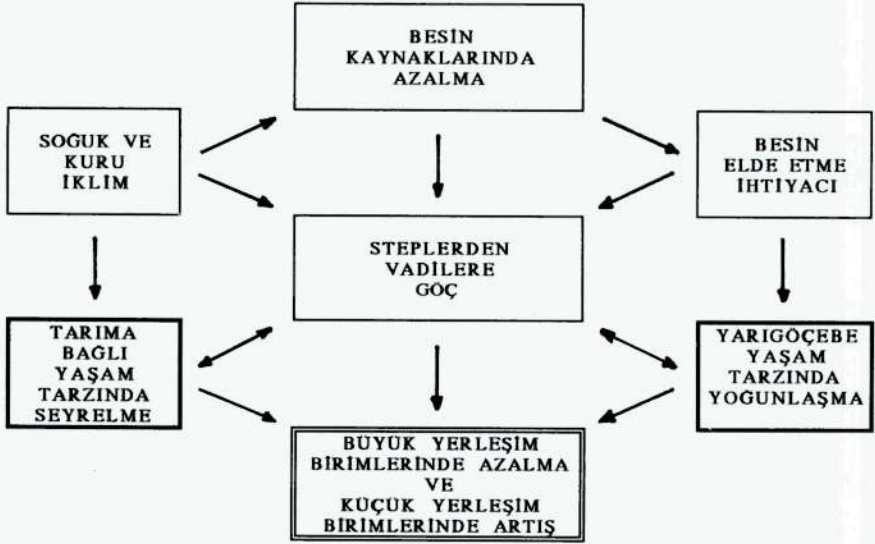 BESİN
KAYNAKLARINDA
AZALMA
SOĞUK VE
KURU
İKLİM
BESİN
ELDE ETME
İHTİYACI
STEPLERDEN
VADİLERE
GÖÇ
TARIMA
BAĞLI
YAŞAM
TARZINDA
SEYRELME
YARIGÖÇEBE
YAŞAM
TARZINDA
YOĞUNLAŞMA
BÜYÜK YERLEŞİM
BİRİMLERİNDE AZALMA
VE
KÜÇÜK YERLEŞİM
BİRİMLERİNDE ARTIŞ